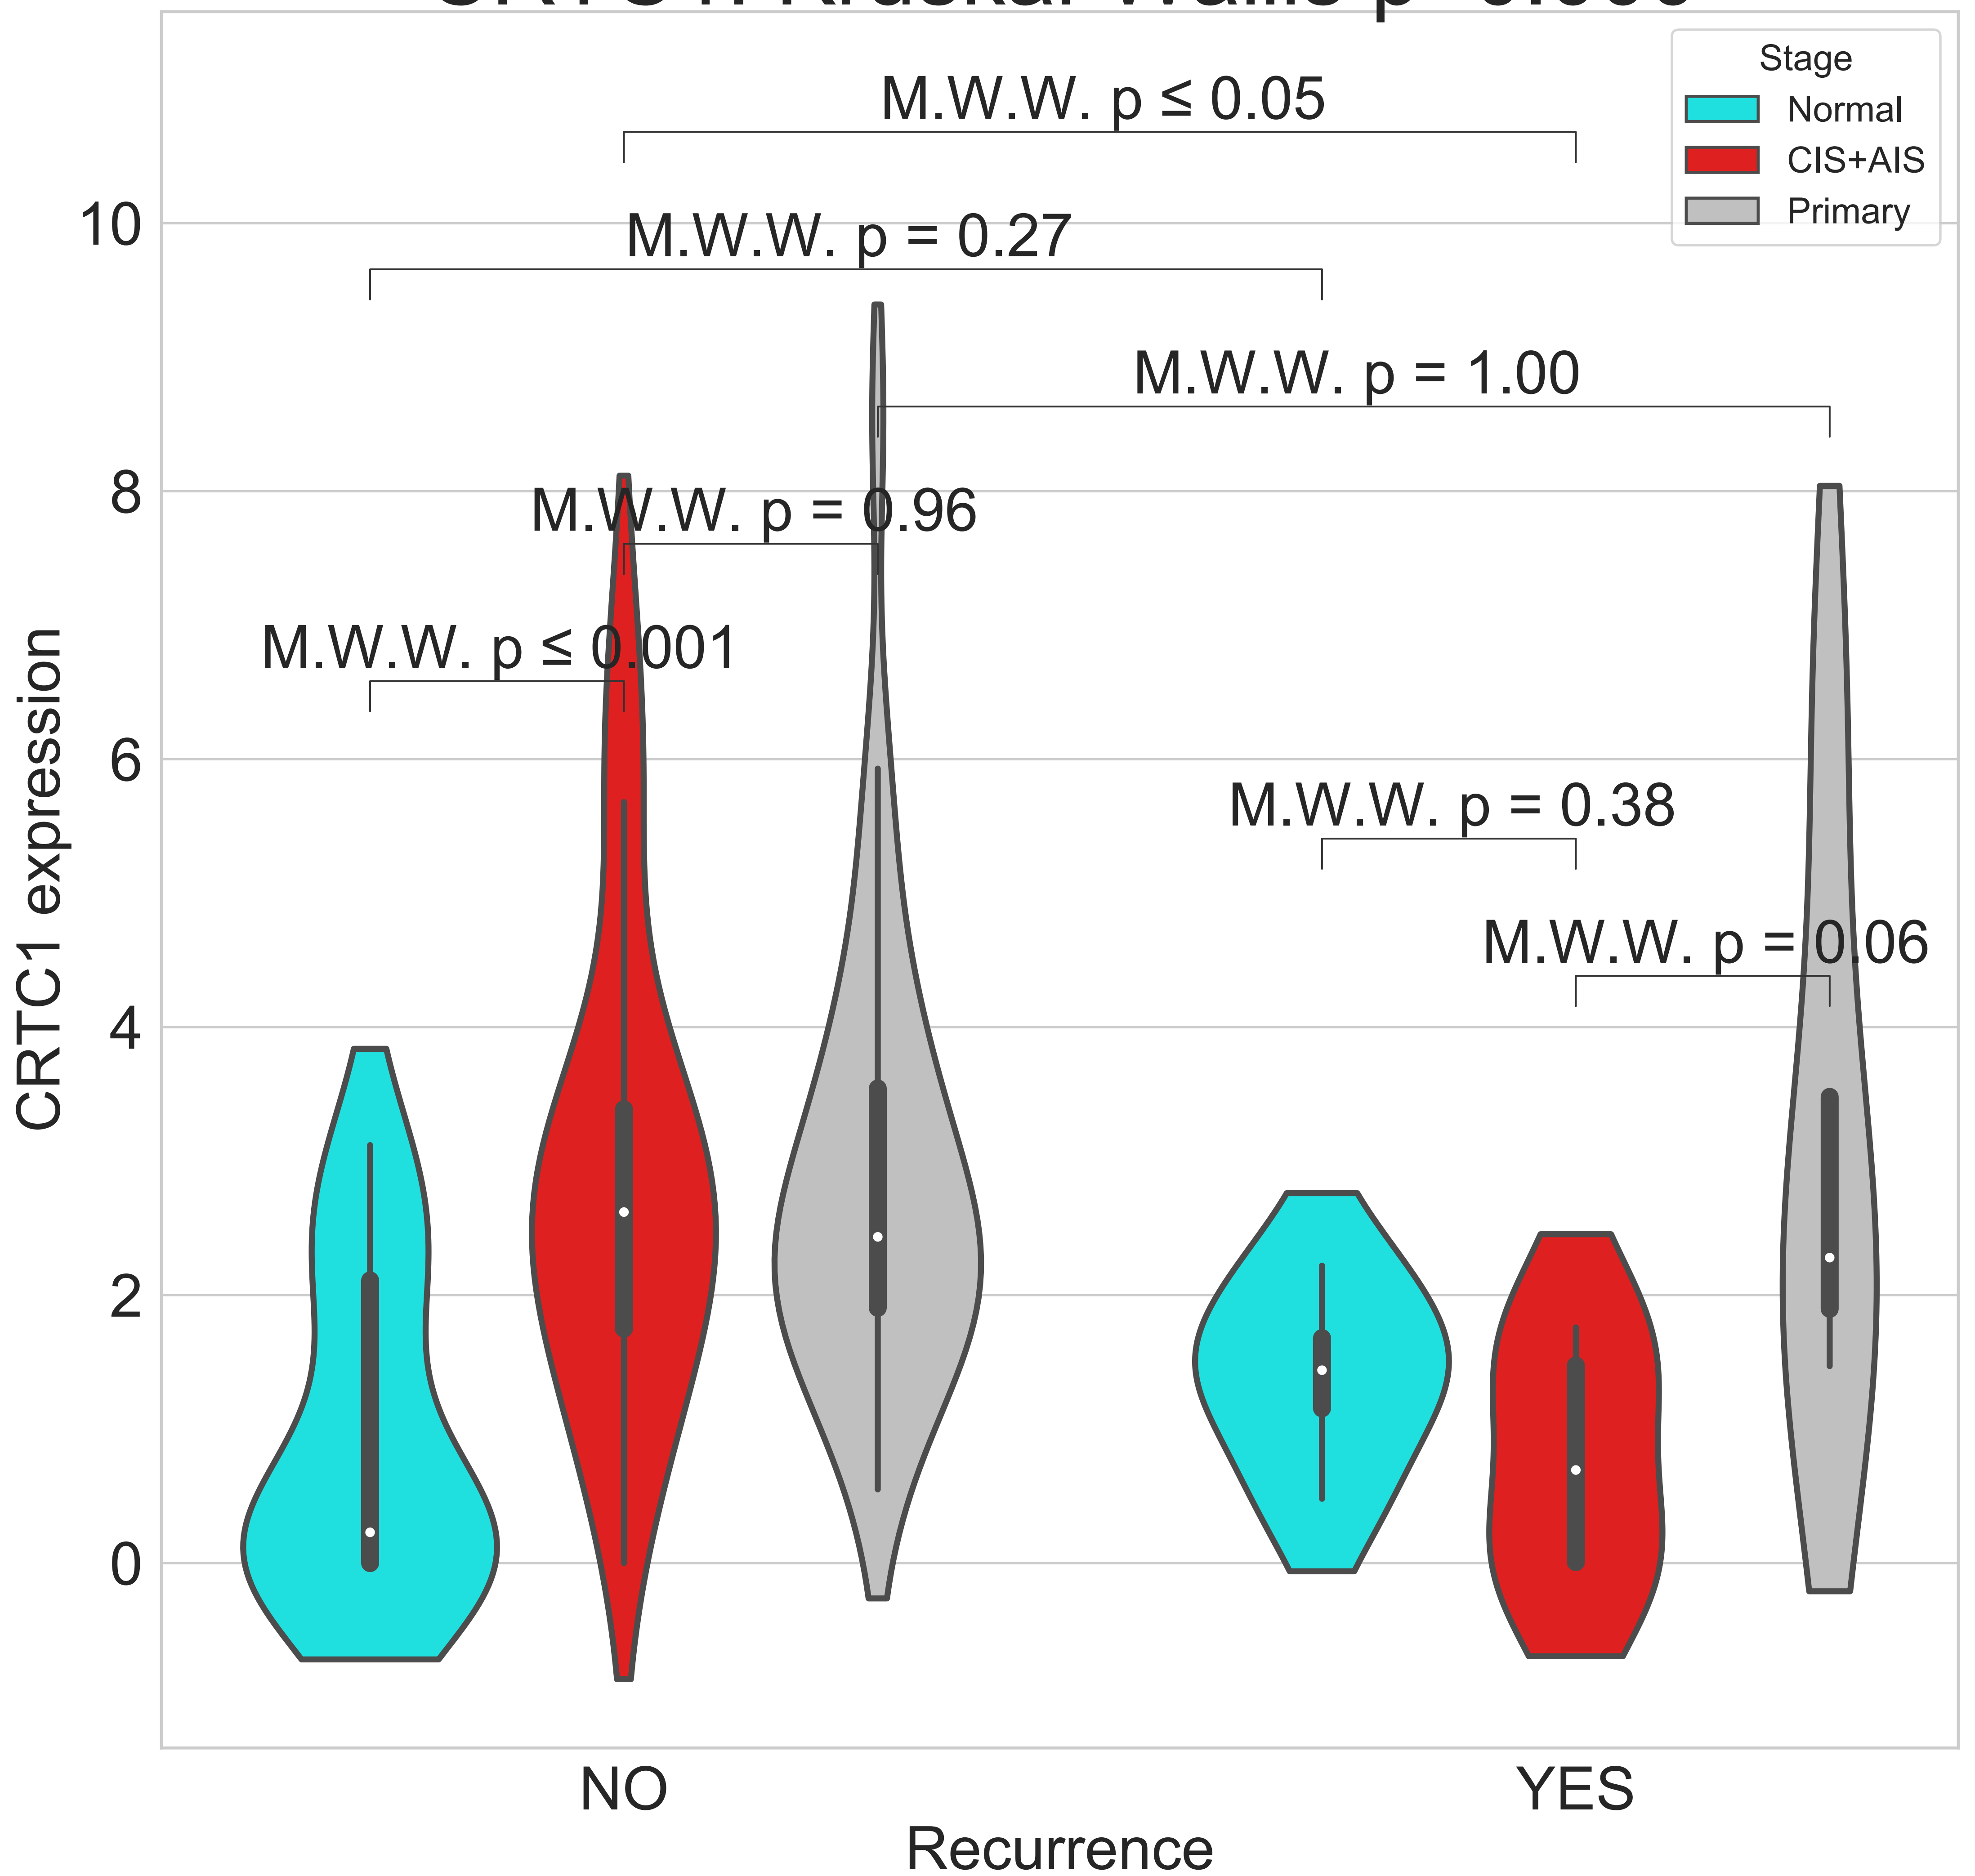 Stage
Normal
CIS+AIS
Primary
M.W.W. p ≤ 0.05
M.W.W. p = 0.27
M.W.W. p = 1.00
M.W.W. p = 0.96
M.W.W. p ≤ 0.001
M.W.W. p = 0.38
M.W.W. p = 0.06
10
8
6
4
2
0
CRTC1 expression
NO
YES
Recurrence